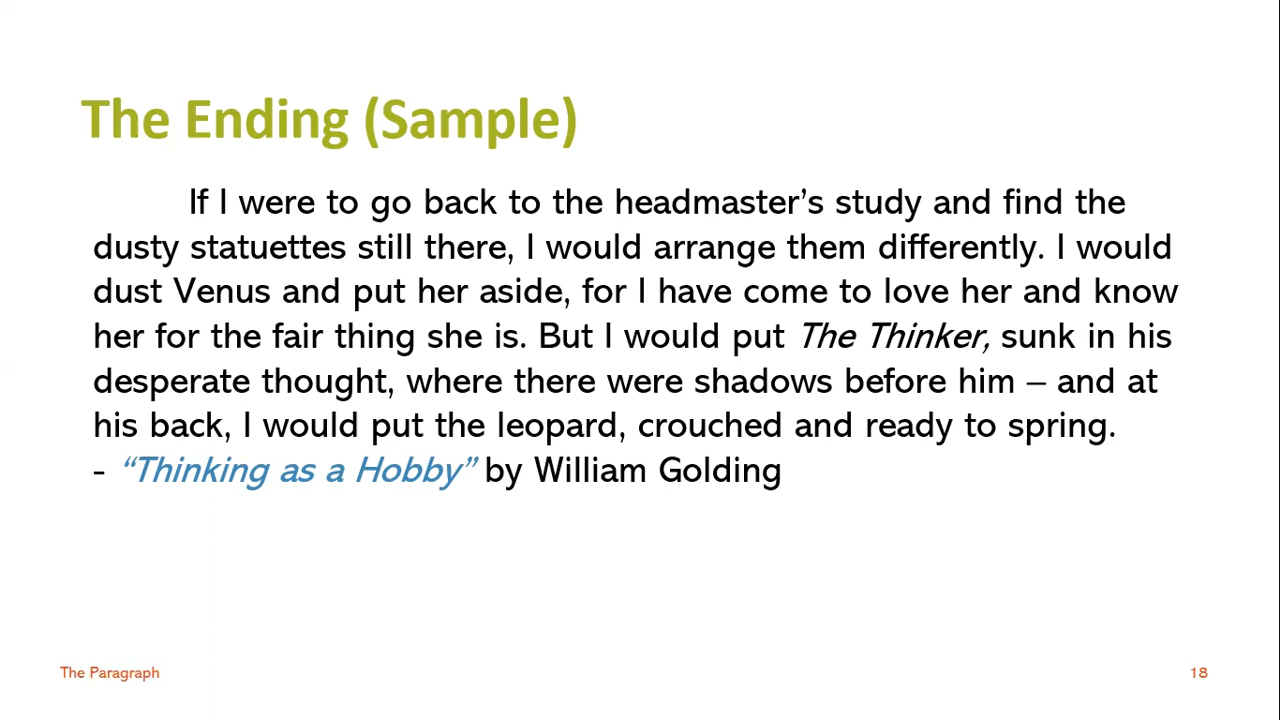 The Ending (Sample)
If I were to go back to the headmaster’s study and find the
dusty statuettes still there, I would arrange them differently. I would
dust Venus and put her aside, for I have come to love her and know
her for the fair thing she is. But I would put The Thinker, sunk in his
desperate thought, where there were shadows before him – and at
his back, I would put the leopard, crouched and ready to spring.
- “Thinking as a Hobby” by William Golding
The Paragraph
18